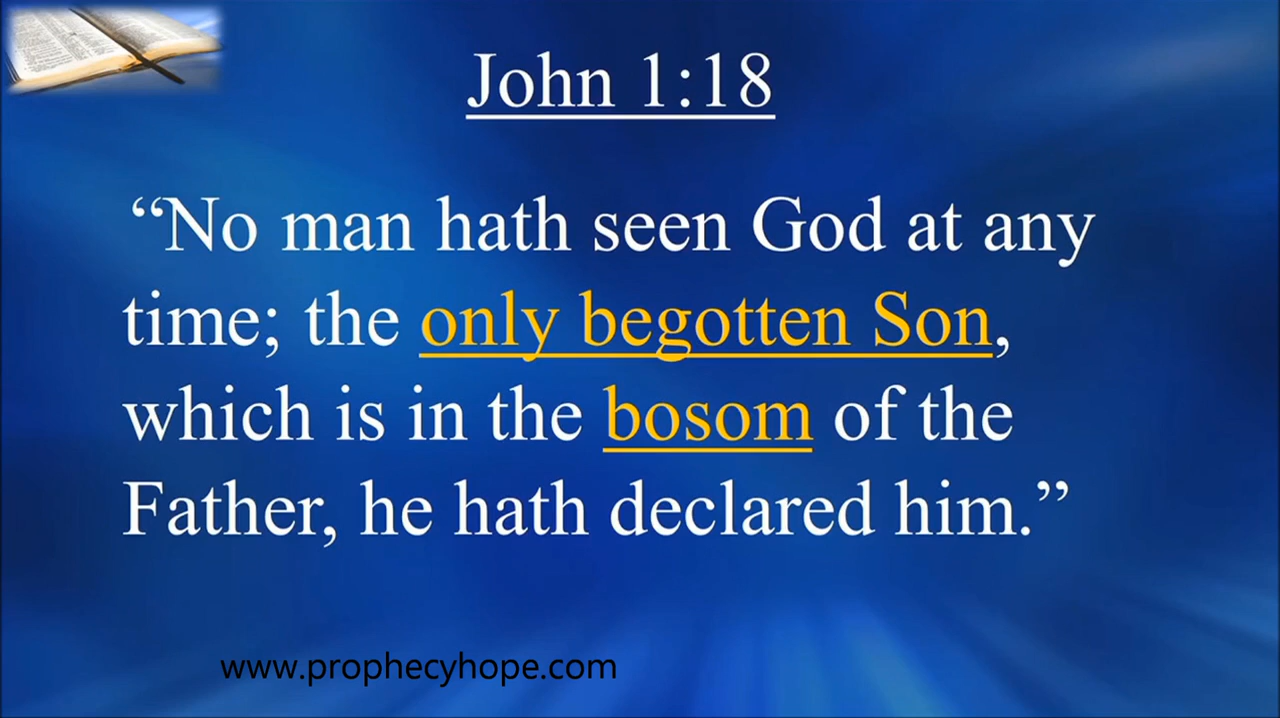 John 1:18
“No man hath seen God at any
time; the only begotten Son,
which is in the bosom of the
Father, he hath declared him.”
www.prophecyhope.com